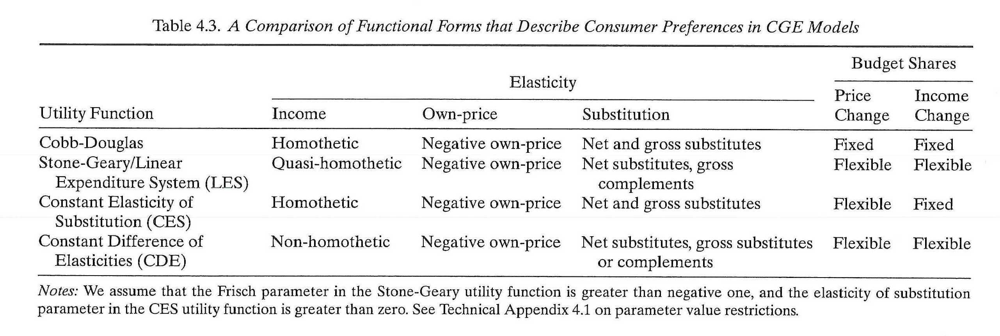 Table 4.3. A Comparison of Functional Forms that Describe Consumer Preferences in CGE Models
Budget Shares
Elasticity
Price Income
Utility Function Income Own-price Substitution Change Change
Cobb-Douglas Homothetic Negative own-price Net and gross substitutes Fixed Fixed
Stone-Geary/Linear Quasi-homothetic Negative own-price Net substitutes, gross Flexible Flexible
Expenditure System (LES) complements
Constant Elasticity of Homothetic Negative own-price Net and gross substitutes Flexible Fixed
Substitution (CES)
Constant Difference of Non-homothetic Negative own-price Net substitutes, gross substitutes Flexible Flexible
Elasticities (CDE) or complements
Notes: We assume that the Frisch parameter in the Stone-Geary utility function is greater than negative one, and the elasticity of substitution
parameter in the CES utility function is greater than zero. See Technical Appendix 4.1 on parameter value restrictions.